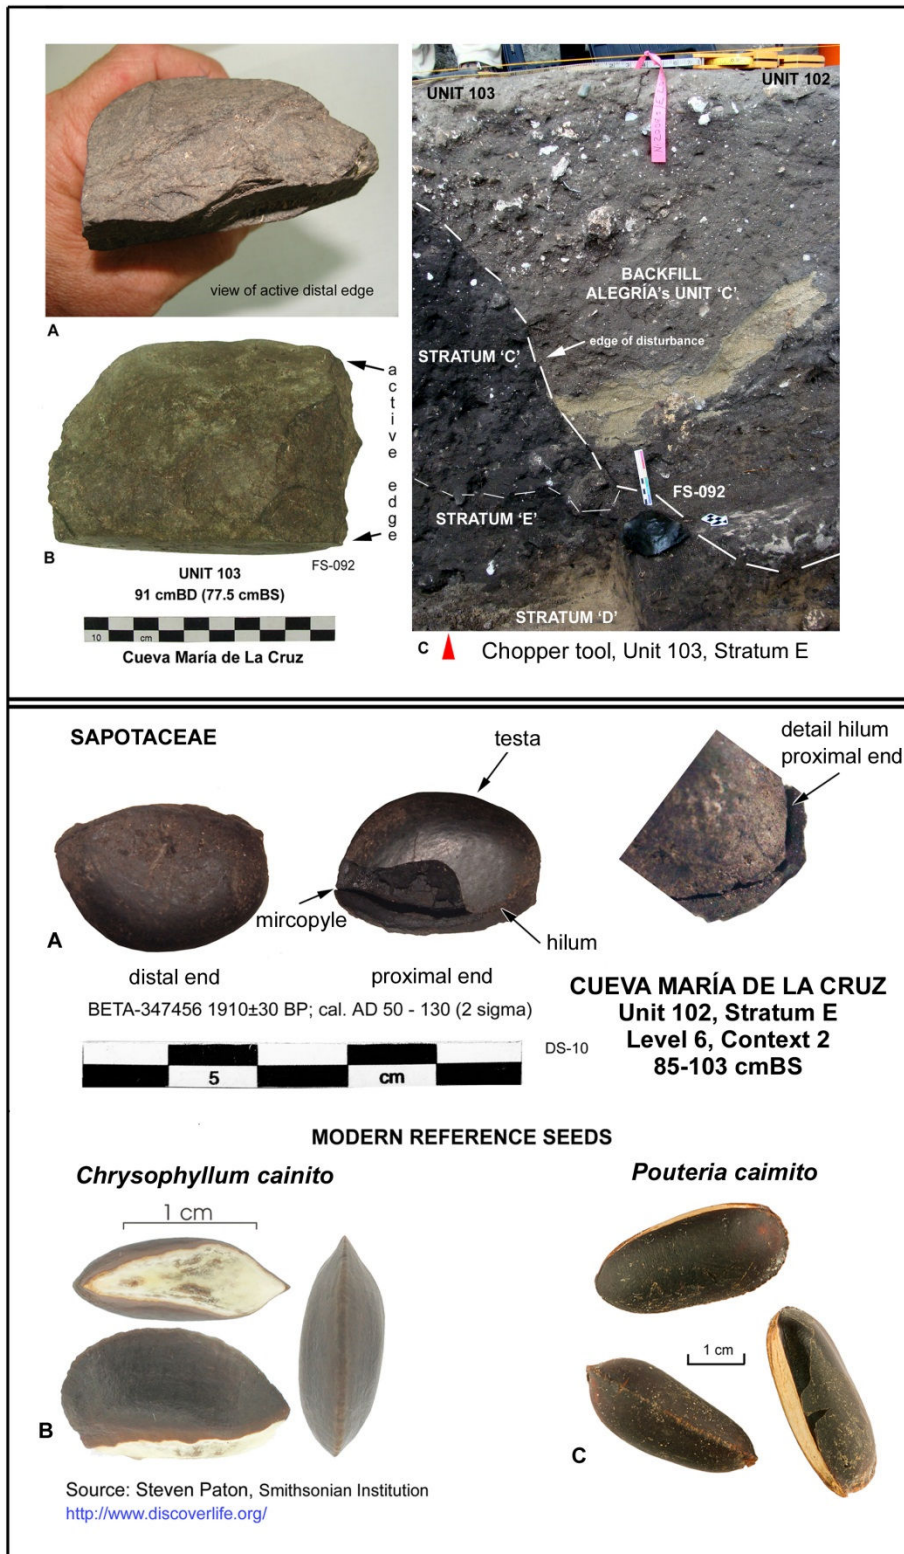 view of active distal edge
A
active edge
B
FS-092
UNIT 103
91 cmBD (77.5 cmBS)
10 cm
Cueva María de La Cruz
UNIT 103
UNIT 102
BACKFILL
ALEGRÍA's UNIT 'C'
edge of disturbance
STRATUM 'C'
FS-092
STRATUM 'E'
STRATUM 'D'
C
Chopper tool, Unit 103, Stratum E
SAPOTACEAE
testa
detail hilum
proximal end
mircopyle
hilum
A
distal end
proximal end
BETA-347456 1910±30 BP; cal. AD 50 - 130 (2 sigma)
DS-10
5 cm
CUEVA MARÍA DE LA CRUZ
Unit 102, Stratum E
Level 6, Context 2
85-103 cmBS
MODERN REFERENCE SEEDS
Chrysophyllum cainito
1 cm
B
Source: Steven Paton, Smithsonian Institution
http://www.discoverlife.org/
Pouteria caimito
1 cm
C